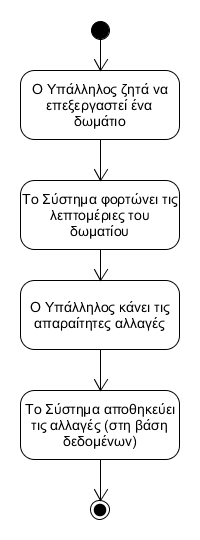 Ο Υπάλληλος ζητά να
επεξεργαστεί ένα
δωμάτιο
Το Σύστημα φορτώνει τις
λεπτομέριες του
δωματίου
Ο Υπάλληλος κάνει τις
απαραίτητες αλλαγές
Το Σύστημα αποθηκεύει
τις αλλαγές (στη βάση
δεδομένων)